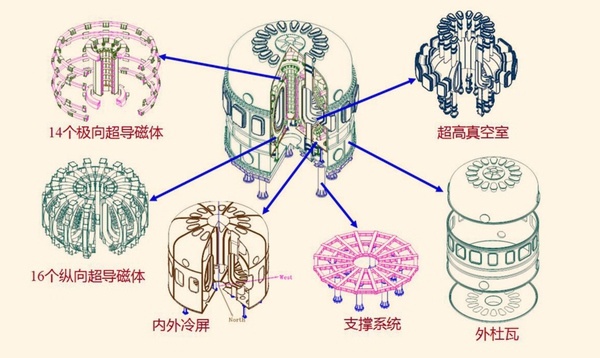 14个极向超导磁体
超高真空室
16个纵向超导磁体
West
North
内外冷屏
支撑系统
外杜瓦